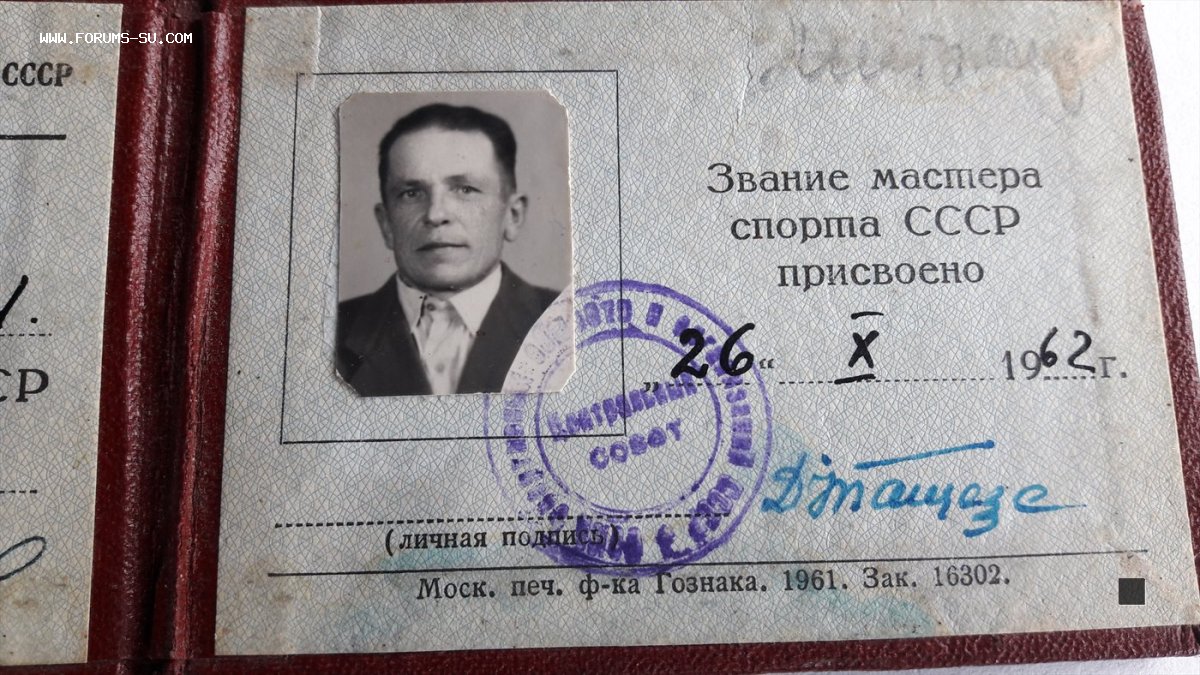 WWW.FORUMS-SU.COM
СССР
Звание мастера
спорта СССР
присвоено
„26“ X 1962 г.
Центральный
совет
СР
(личная подпись)
Моск. печ. ф-ка Гознака. 1961. Зак. 16302.